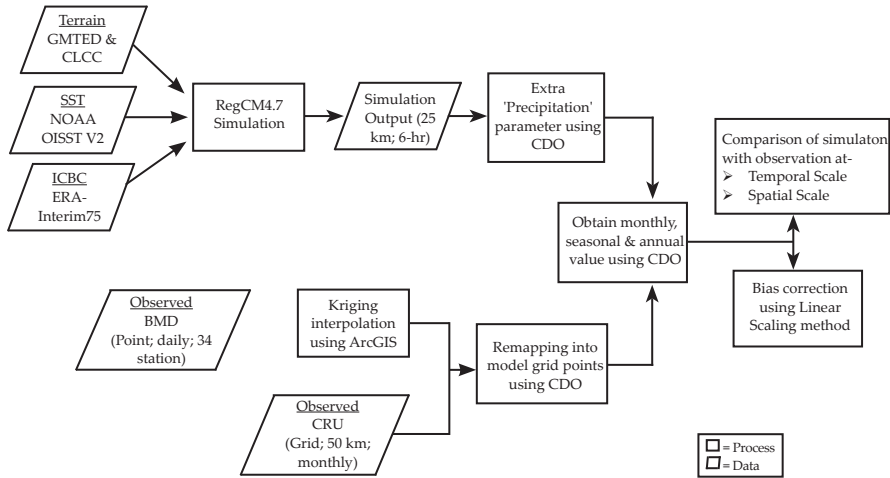 Terrain
GMTED &
CLCC
SST
NOAA
OISST V2
ICBC
ERA-
Interim75
RegCM4.7
Simulation
Simulation
Output (25
km; 6-hr)
Extra
'Precipitation'
parameter using
CDO
Comparison of simulaton
with observation at-
➢ Temporal Scale
➢ Spatial Scale
Obtain monthly,
seasonal & annual
value using CDO
Bias correction
using Linear
Scaling method
Observed
BMD
(Point; daily; 34
station)
Kriging
interpolation
using ArcGIS
Remapping into
model grid points
using CDO
Observed
CRU
(Grid; 50 km;
monthly)
= Process
= Data